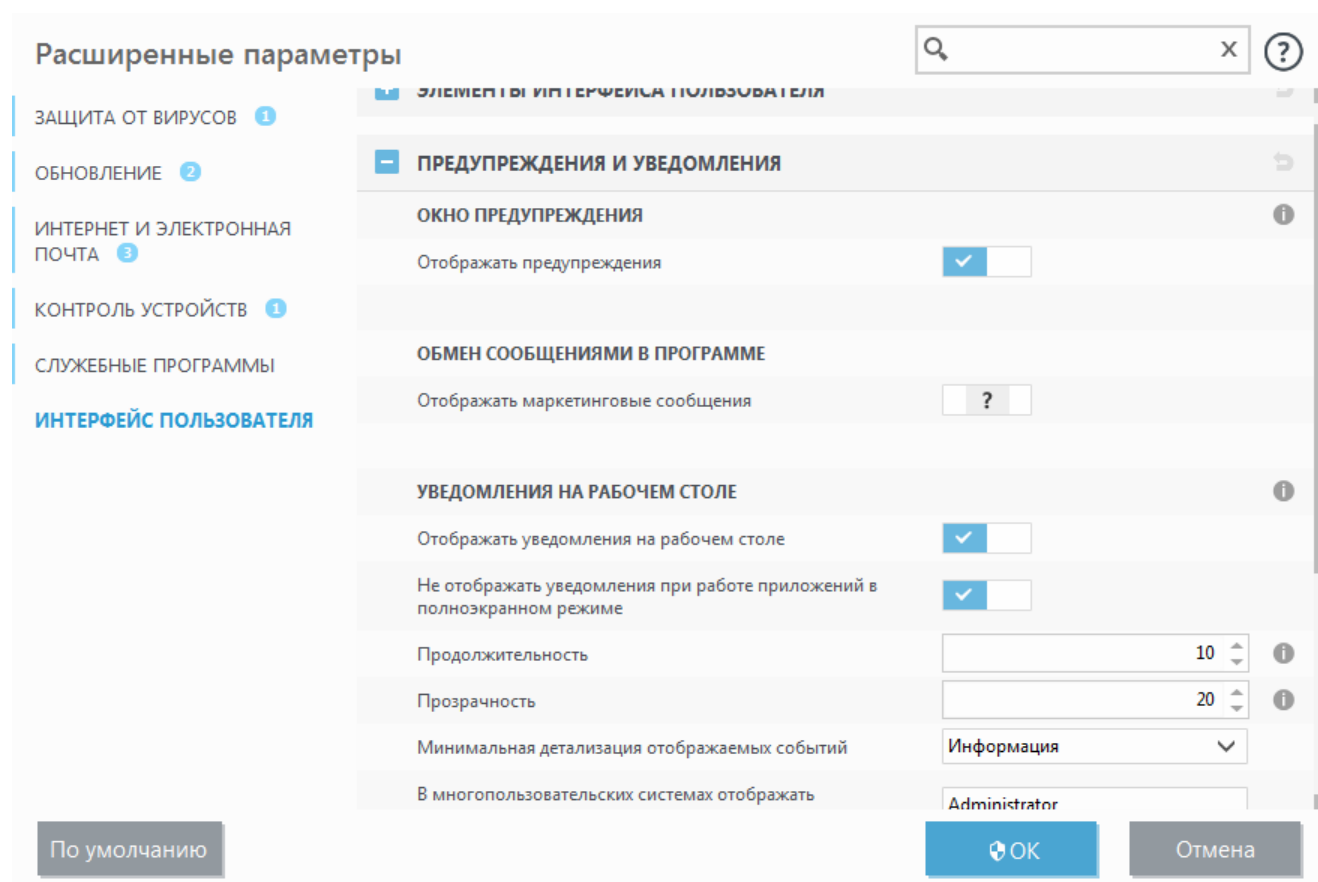 Расширенные параметры
X
?
ЗАЩИТА ОТ ВИРУСОВ 1
ОБНОВЛЕНИЕ 2
ИНТЕРНЕТ И ЭЛЕКТРОННАЯ
ПОЧТА 3
КОНТРОЛЬ УСТРОЙСТВ 1
СЛУЖЕБНЫЕ ПРОГРАММЫ
ИНТЕРФЕЙС ПОЛЬЗОВАТЕЛЯ
ЭЛЕМЕНТЫ ИНТЕРФЕЙСА ПОЛЬЗОВАТЕЛЯ
ПРЕДУПРЕЖДЕНИЯ И УВЕДОМЛЕНИЯ
ОКНО ПРЕДУПРЕЖДЕНИЯ
Отображать предупреждения
ОБМЕН СООБЩЕНИЯМИ В ПРОГРАММЕ
Отображать маркетинговые сообщения ?
УВЕДОМЛЕНИЯ НА РАБОЧЕМ СТОЛЕ
Отображать уведомления на рабочем столе
Не отображать уведомления при работе приложений в
полноэкранном режиме
Продолжительность 10
Прозрачность 20
Минимальная детализация отображаемых событий Информация
В многопользовательских системах отображать Administrator
По умолчанию
ОК
Отмена